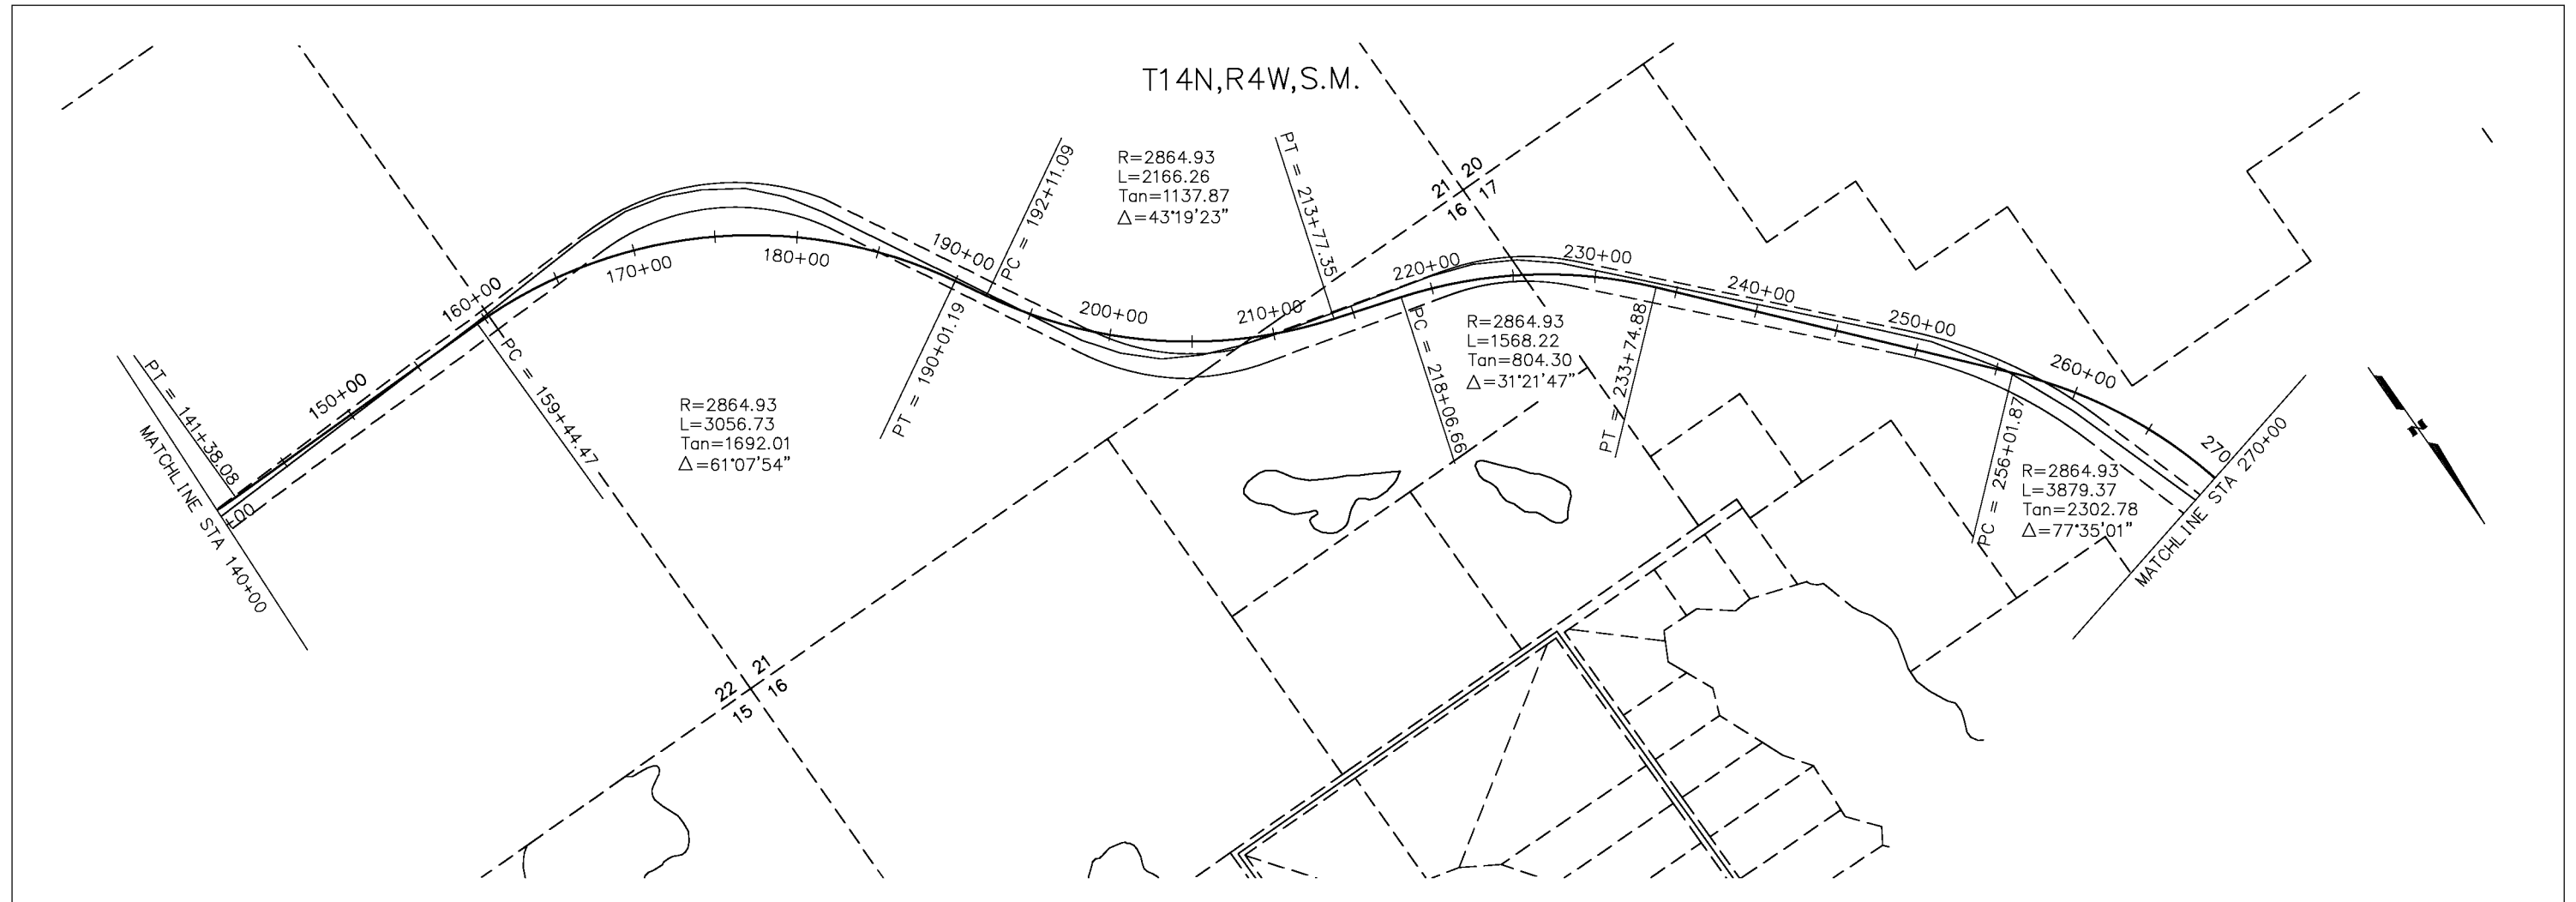 T14N,R4W,S.M.
R=2864.93
L=2166.26
Tan=1137.87
Δ=43°19'23"
PC = 192+11.09
PT = 213+77.35
21 20
16 17
190+00
160+00
170+00
180+00
200+00
210+00
220+00
230+00
240+00
250+00
260+00
270
150+00
+00
PT = 141+38.08
MATCHLINE STA 140+00
PC = 159+44.47
R=2864.93
L=3056.73
Tan=1692.01
Δ=61°07'54"
PT = 190+01.19
PC = 218+06.66
R=2864.93
L=1568.22
Tan=804.30
Δ=31°21'47"
PT = 233+74.88
PC = 256+01.87
R=2864.93
L=3879.37
Tan=2302.78
Δ=77°35'01"
MATCHLINE STA 270+00
N
22 21
15 16